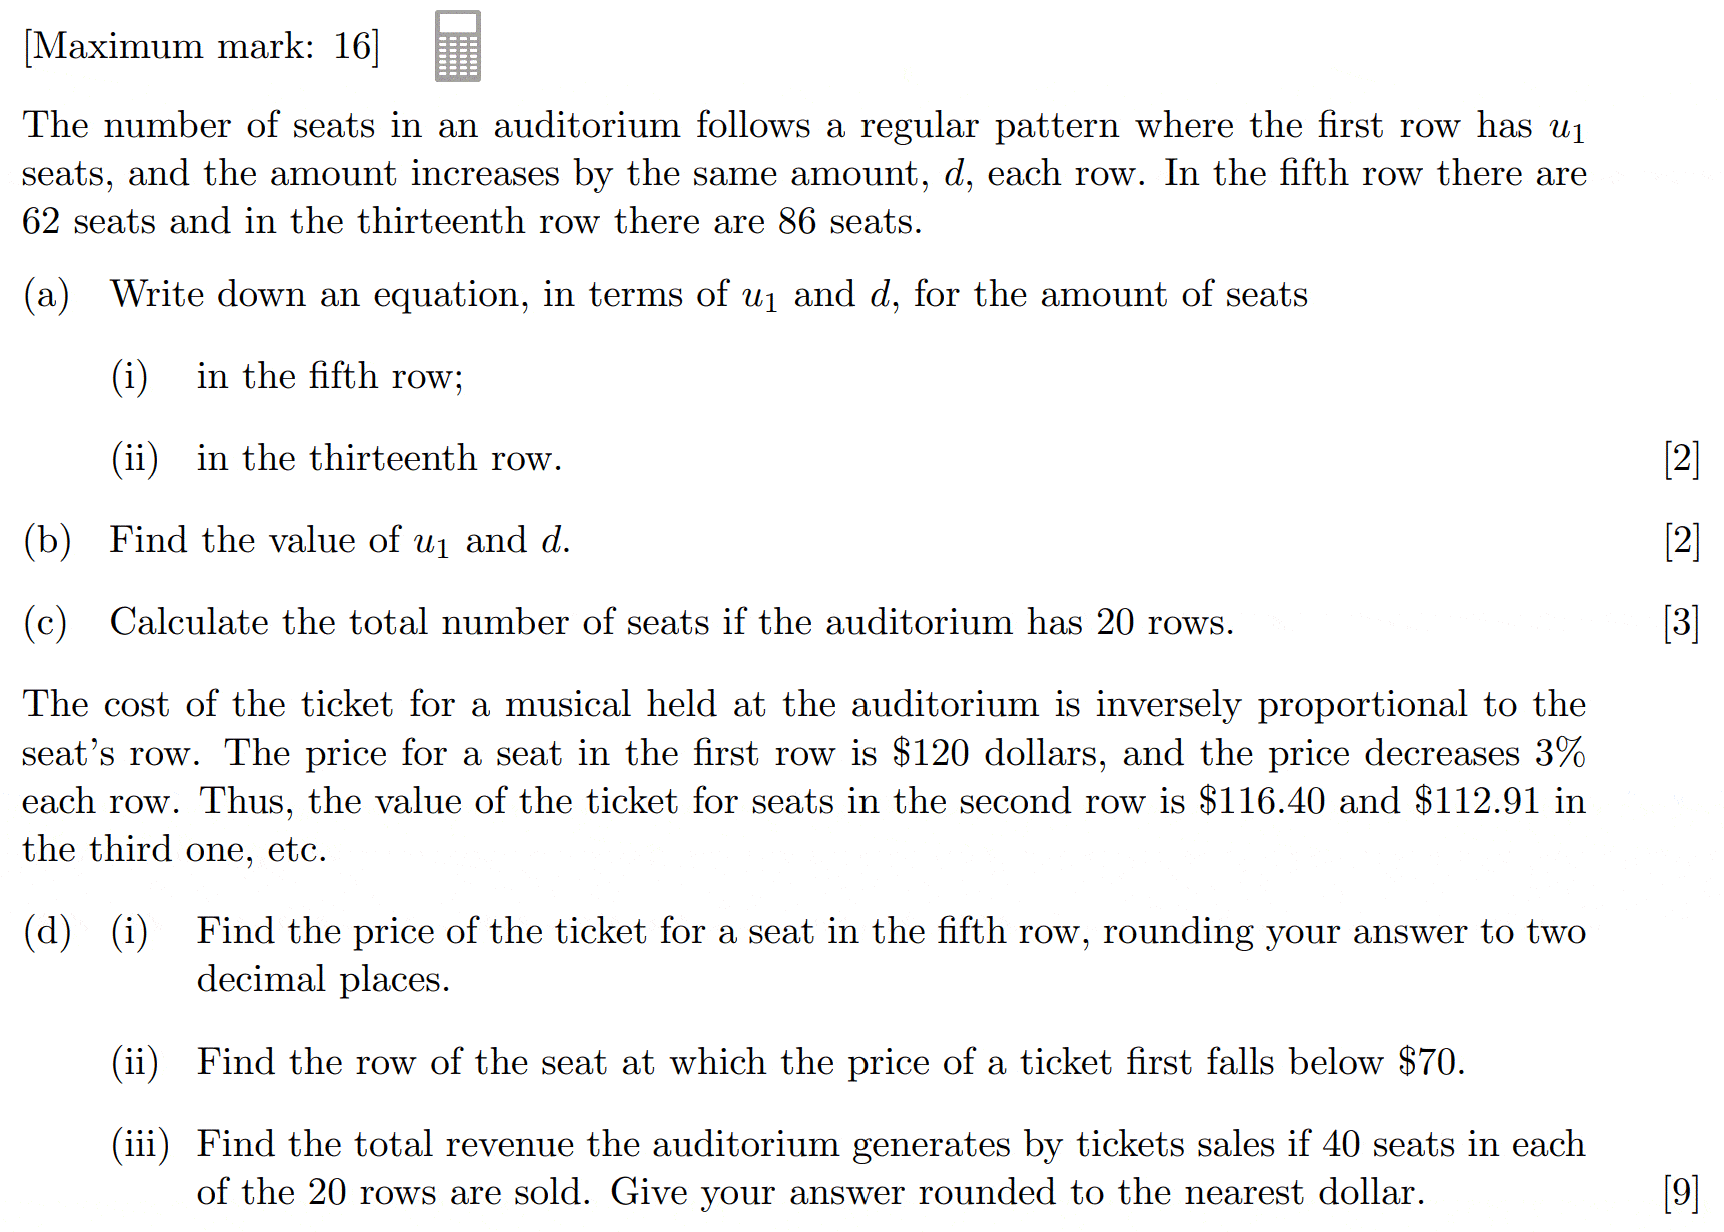 [Maximum mark: 16]
The number of seats in an auditorium follows a regular pattern where the first row has u₁
seats, and the amount increases by the same amount, d, each row. In the fifth row there are
62 seats and in the thirteenth row there are 86 seats.
(a) Write down an equation, in terms of u₁ and d, for the amount of seats
(i) in the fifth row;
(ii) in the thirteenth row. [2]
(b) Find the value of u₁ and d. [2]
(c) Calculate the total number of seats if the auditorium has 20 rows. [3]
The cost of the ticket for a musical held at the auditorium is inversely proportional to the
seat's row. The price for a seat in the first row is $120 dollars, and the price decreases 3%
each row. Thus, the value of the ticket for seats in the second row is $116.40 and $112.91 in
the third one, etc.
(d) (i) Find the price of the ticket for a seat in the fifth row, rounding your answer to two
decimal places.
(ii) Find the row of the seat at which the price of a ticket first falls below $70.
(iii) Find the total revenue the auditorium generates by tickets sales if 40 seats in each
of the 20 rows are sold. Give your answer rounded to the nearest dollar. [9]